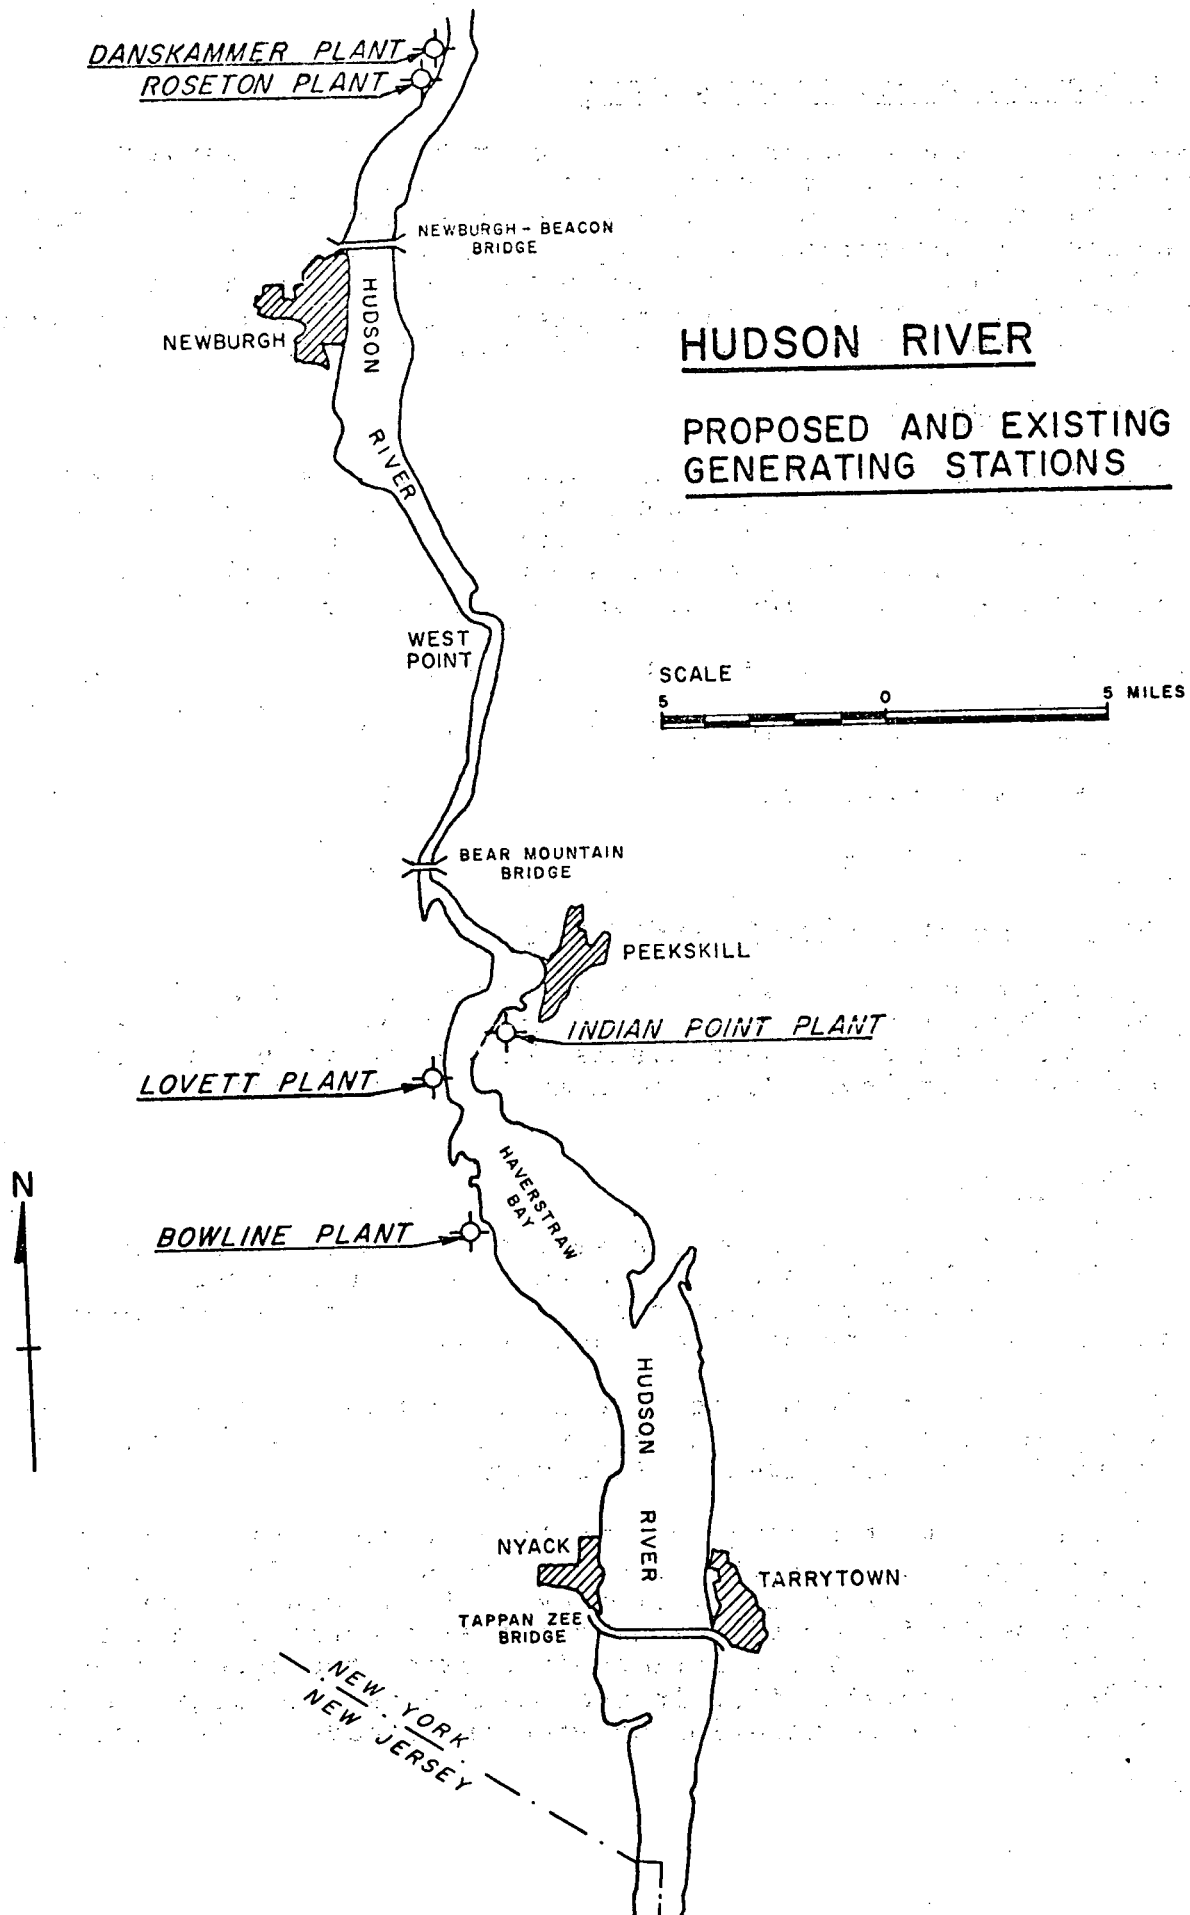 DANSKAMMER PLANT
ROSETON PLANT
NEWBURGH - BEACON
BRIDGE
HUDSON
NEWBURGH
HUDSON RIVER
PROPOSED AND EXISTING
GENERATING STATIONS
RIVER
WEST
POINT
SCALE
5 0 5 MILES
BEAR MOUNTAIN
BRIDGE
PEEKSKILL
INDIAN POINT PLANT
LOVETT PLANT
HAVERSTRAW
BAY
N
BOWLINE PLANT
HUDSON
RIVER
NYACK
TARRYTOWN
TAPPAN ZEE
BRIDGE
NEW YORK
NEW JERSEY